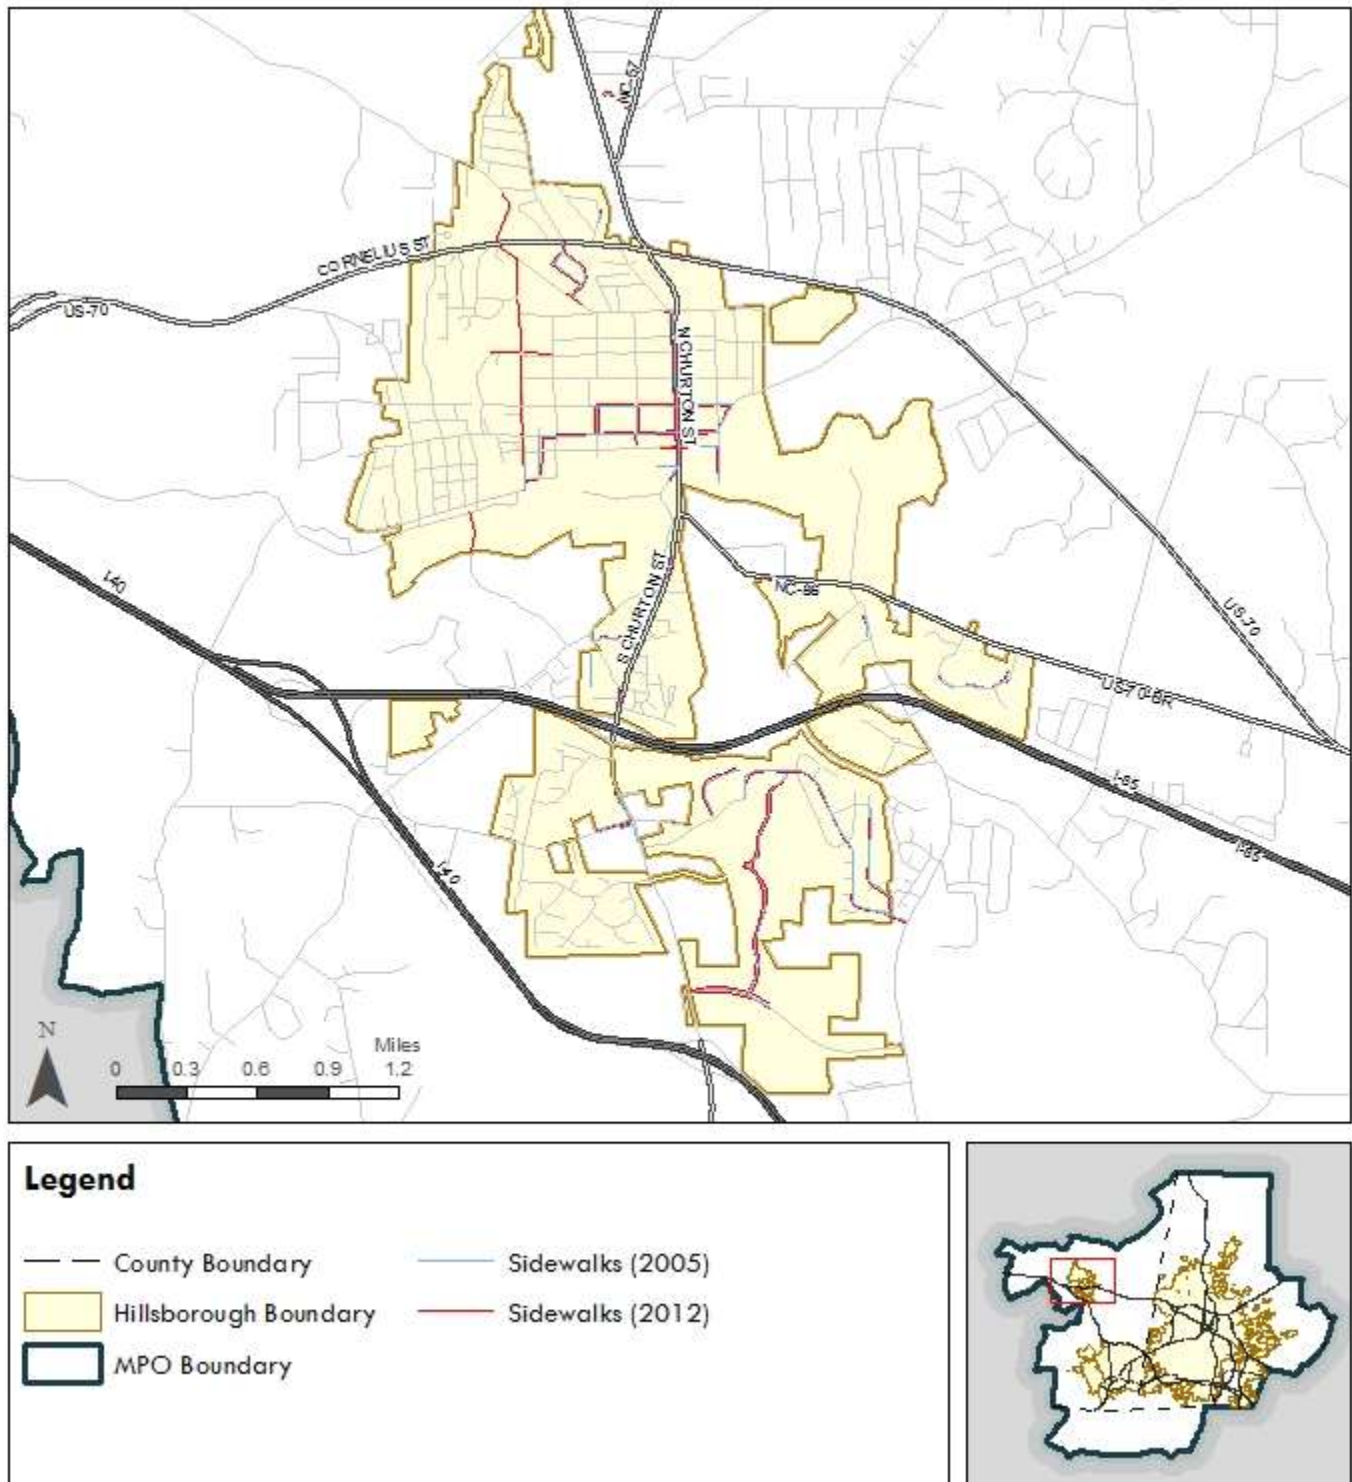 NC-57
CORNELIUS ST
US-70
N CHURTON ST
I-40
S CHURTON ST
NC-86
US-70
US-70-BR
I-85
I-85
I-40
N
Miles
0 0.3 0.6 0.9 1.2
Legend
County Boundary
Sidewalks (2005)
Hillsborough Boundary
Sidewalks (2012)
MPO Boundary